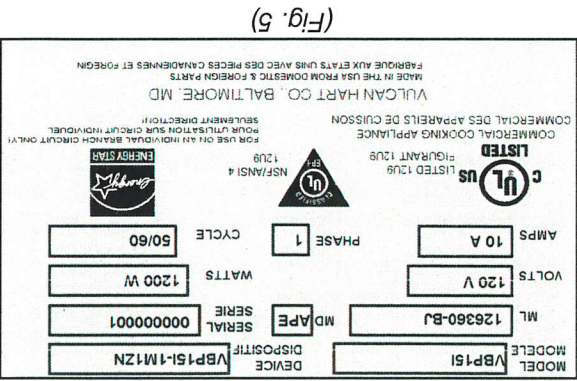 MODEL MODELE VBP15I DEVICE DISPOSITIF VBP15I-1M1ZN
ML 126360-BJ MD APE SERIAL SERIE 000000001
VOLTS 120 V WATTS 1200 W
AMPS 10 A PHASE 1 CYCLE 50/60
C UL US LISTED
LISTED 12U9
FIGURANT 12U9
COMMERCIAL COOKING APPLIANCE
COMMERCIAL DES APPAREILS DE CUISSON
CLASSIFIED UL EPH
NSF/ANSI 4
12U9
energy
ENERGY STAR
FOR USE ON AN INDIVIDUAL BRANCH CIRCUIT ONLY!
POUR UTILISATION SUR CIRCUIT INDIVIDUEL
SEULEMENT DIRECTION!!
VULCAN HART CO., BALTIMORE, MD
MADE IN THE USA FROM DOMESTIC & FOREIGN PARTS
FABRIQUE AUX ETATS UNIS AVEC DES PIECES CANADIENNES ET FOREGIN
(Fig. 5)